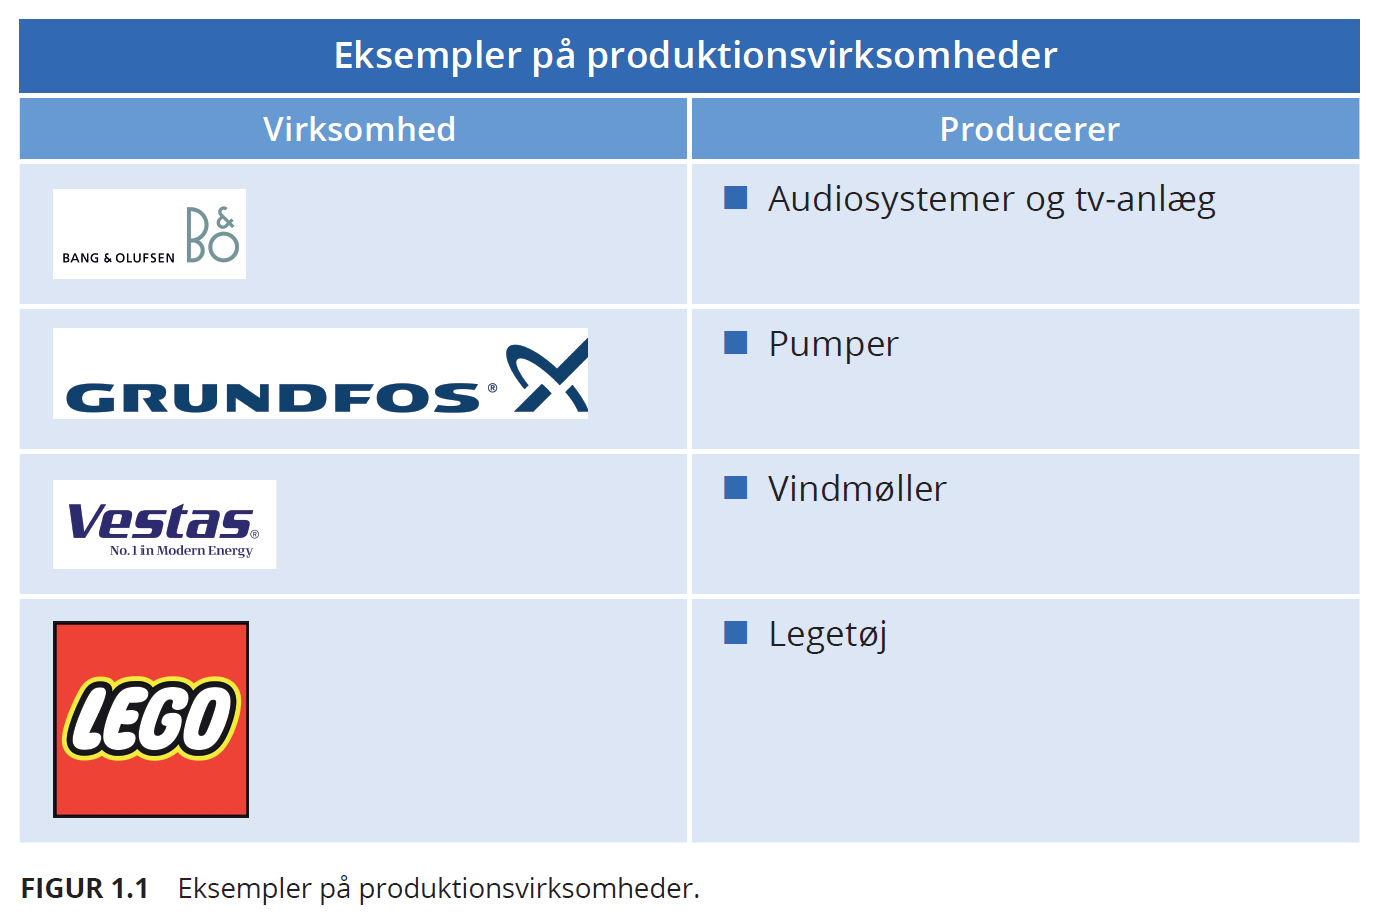 Eksempler på produktionsvirksomheder
Virksomhed
Producerer
BANG & OLUFSEN B&O
Audiosystemer og tv-anlæg
GRUNDFOS®
Pumper
Vestas®
No. 1 in Modern Energy
Vindmøller
LEGO
Legetøj
FIGUR 1.1 Eksempler på produktionsvirksomheder.